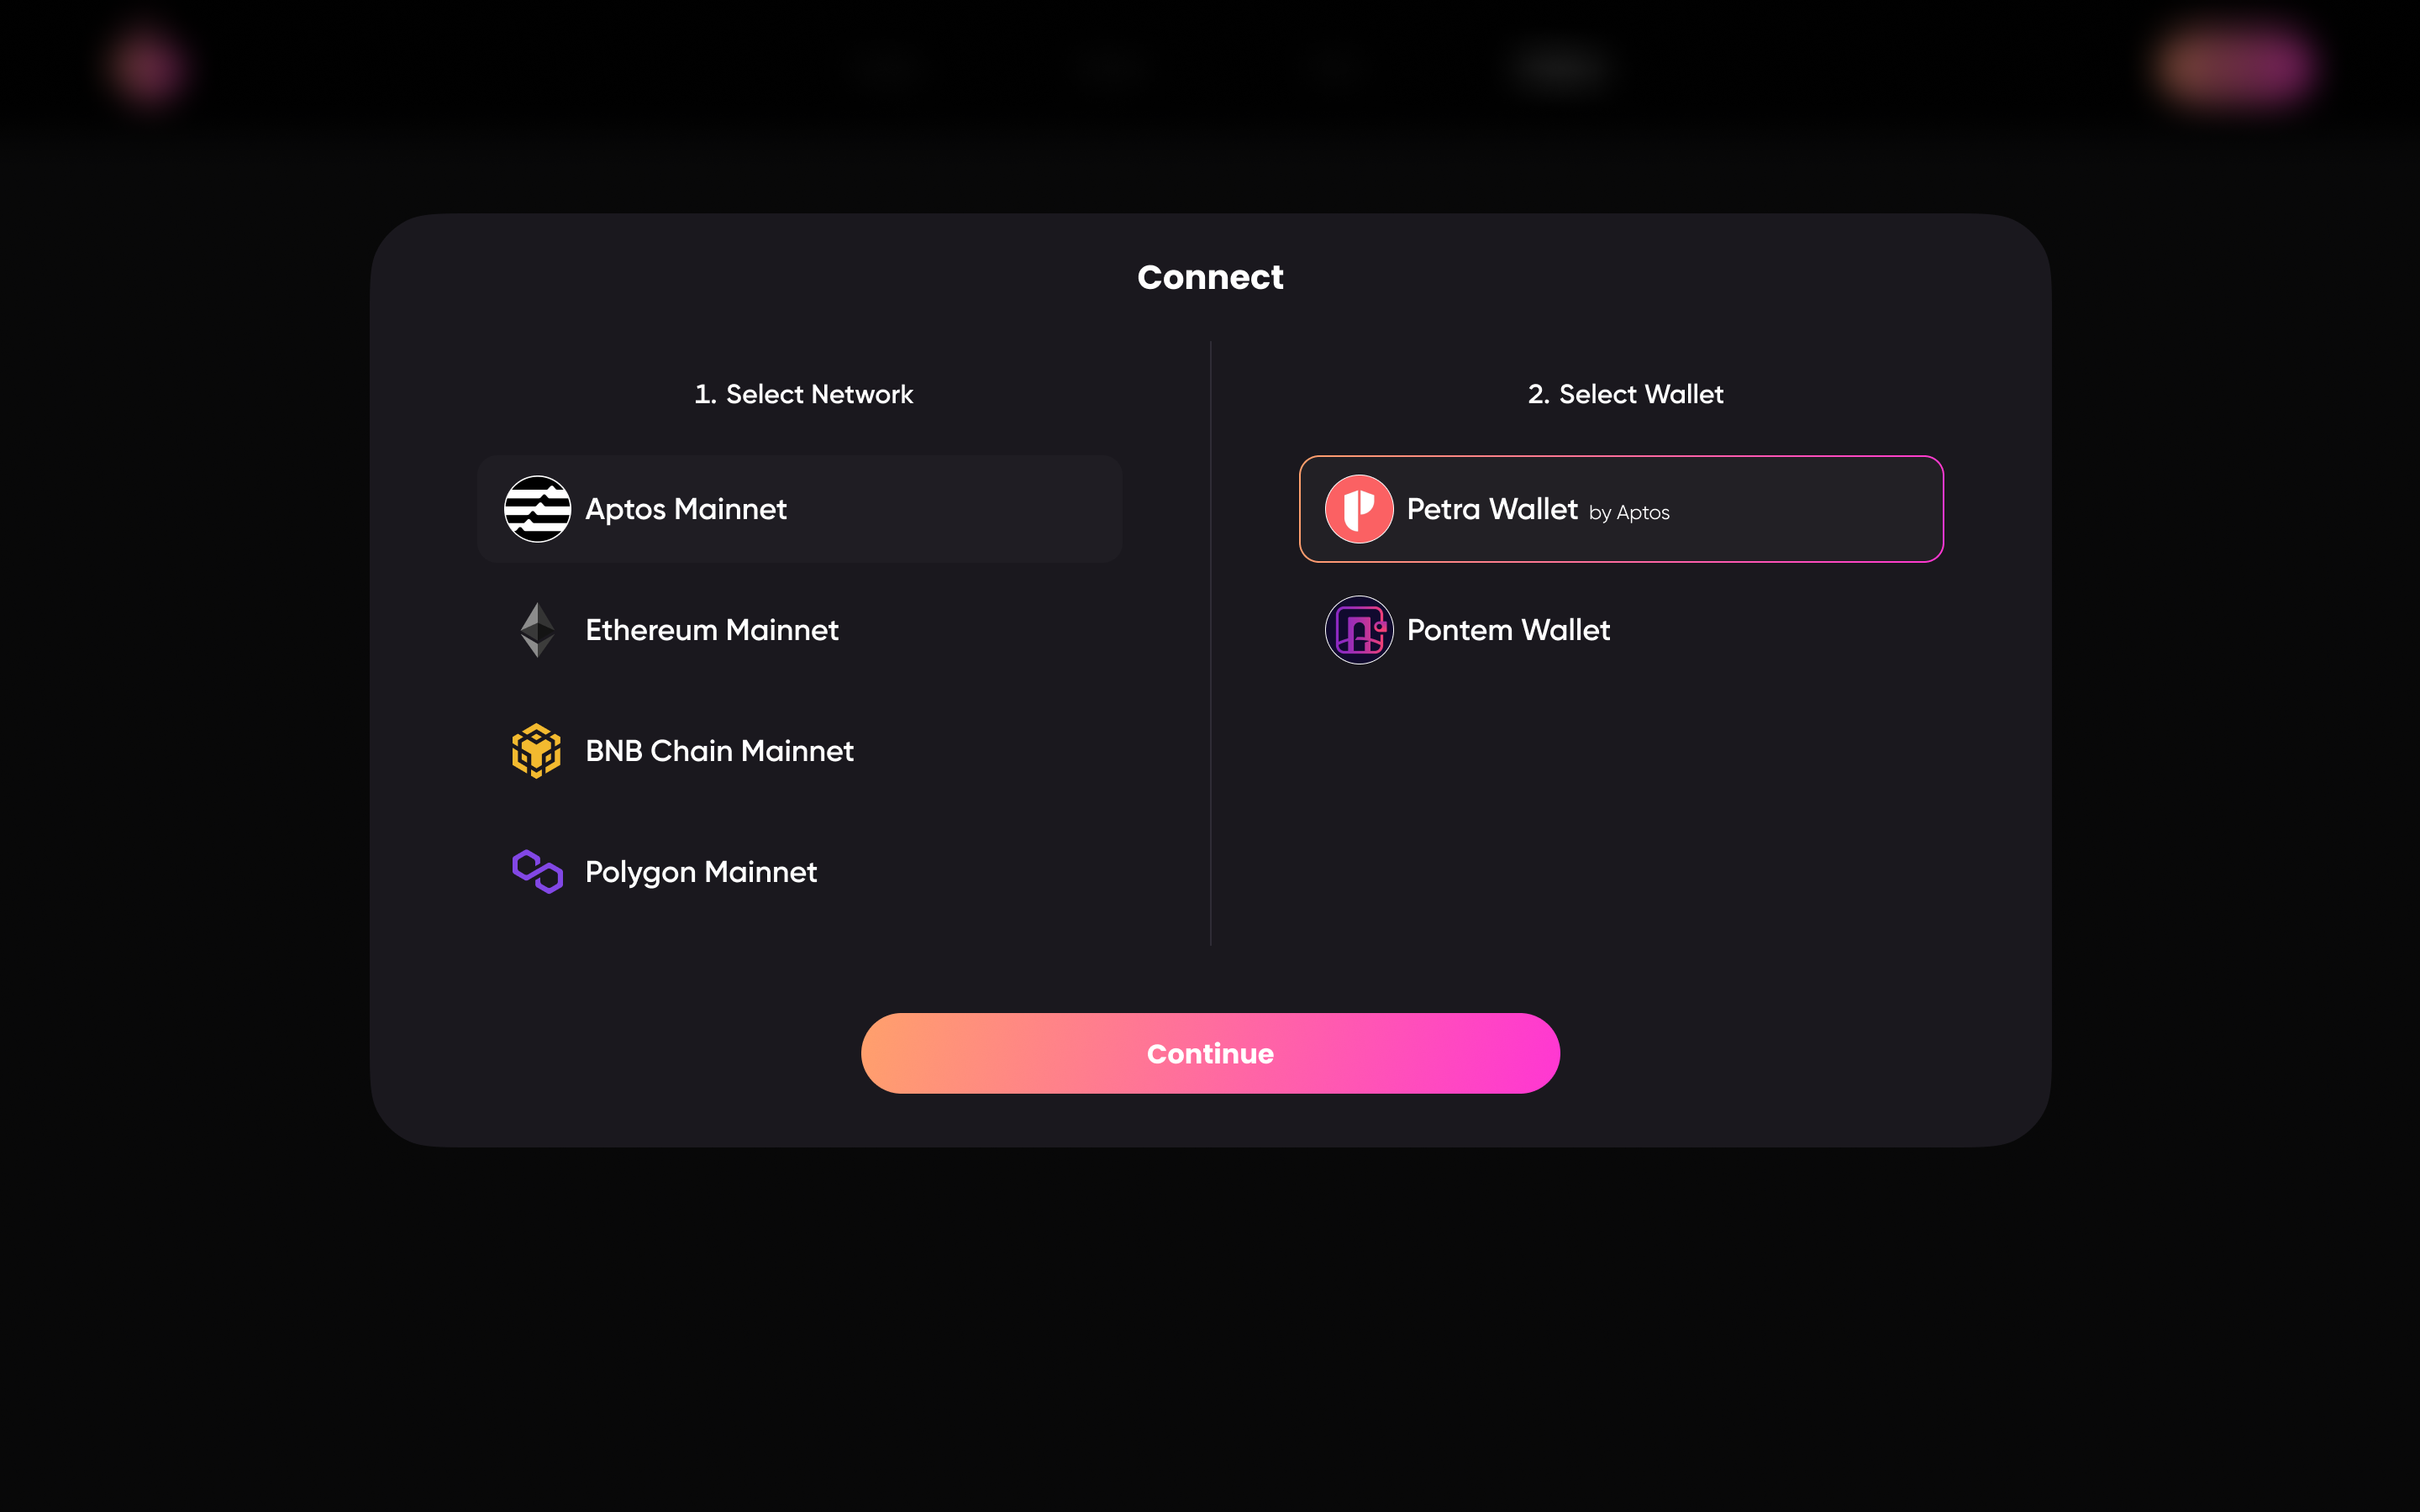 Connect
1. Select Network
Aptos Mainnet
Ethereum Mainnet
BNB Chain Mainnet
Polygon Mainnet
2. Select Wallet
Petra Wallet by Aptos
Pontem Wallet
Continue